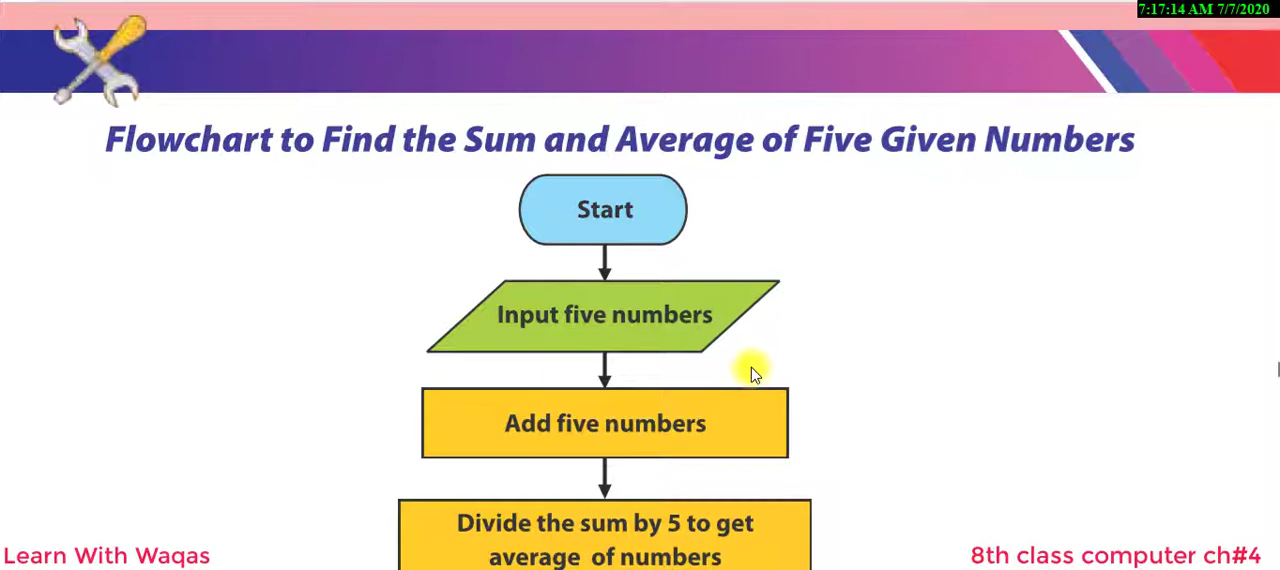 7:17:14 AM 7/7/2020
Flowchart to Find the Sum and Average of Five Given Numbers
Start
Input five numbers
Add five numbers
Divide the sum by 5 to get
average of numbers
Learn With Waqas
8th class computer ch#4